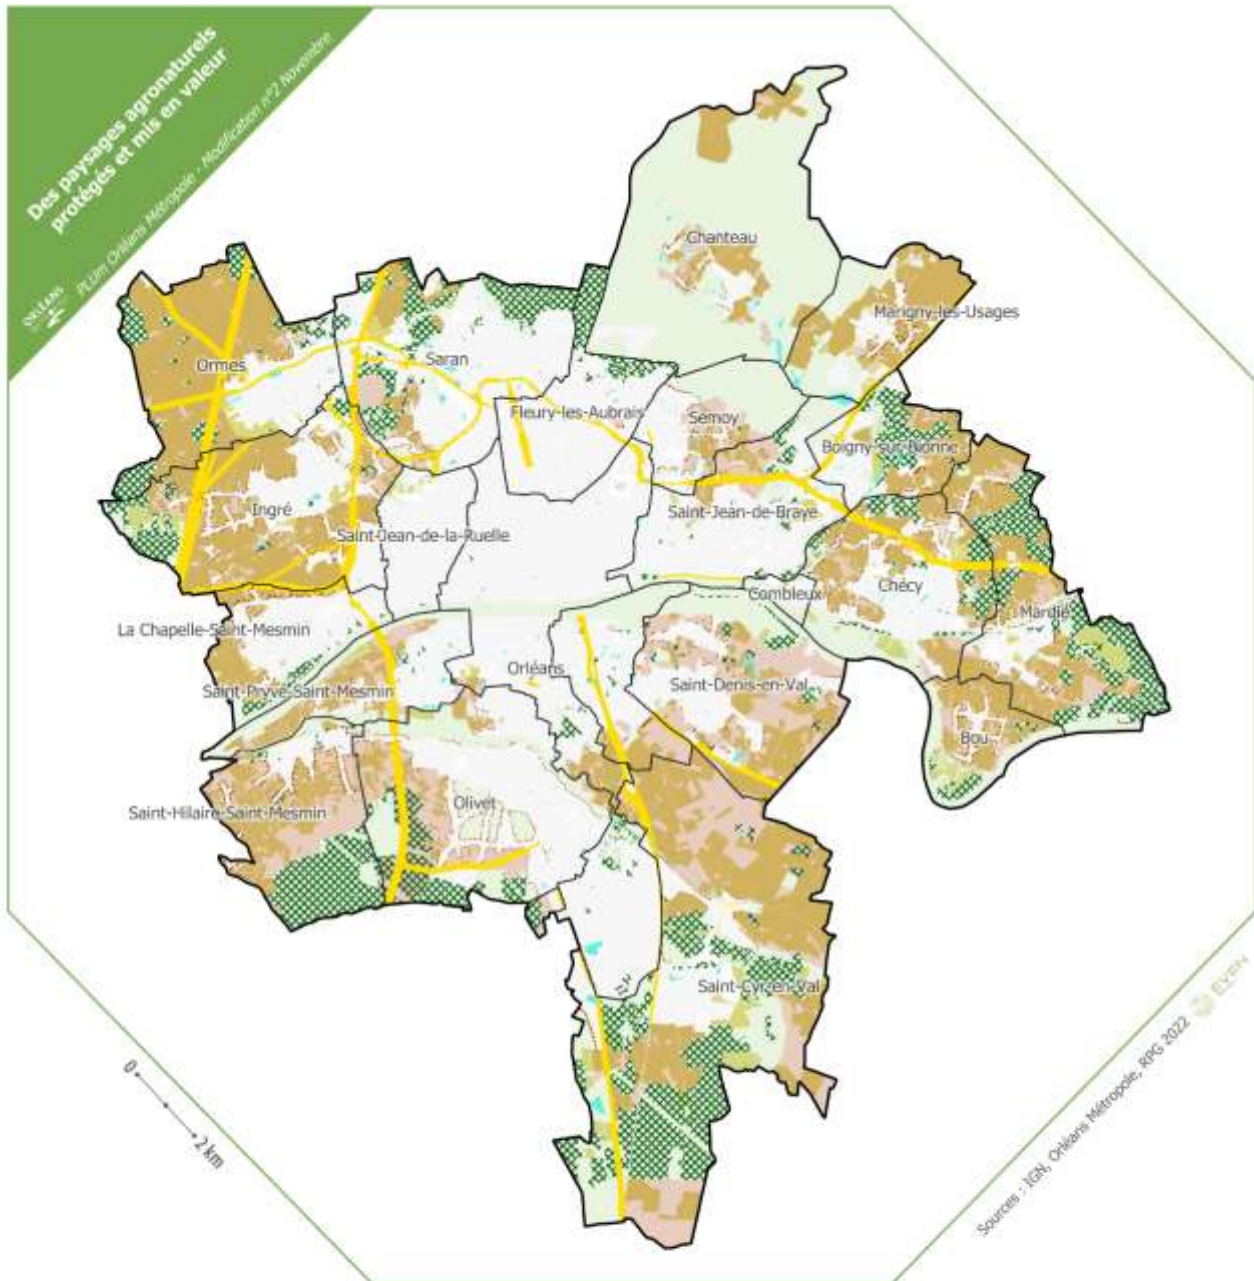 Des paysages agronaturels
protégés et mis en valeur
PLUm Orléans Métropole - Modification n°2 Novembre
ORLÉANS
Chanteau
Marigny-les-Usages
Ormes
Saran
Fleury-les-Aubrais
Semoy
Boigny-sur-Bionne
Ingré
Saint-Jean-de-la-Ruelle
Saint-Jean-de-Braye
Chécy
Combleux
Mardié
La Chapelle-Saint-Mesmin
Orléans
Saint-Pryvé-Saint-Mesmin
Saint-Denis-en-Val
Bou
Olivet
Saint-Hilaire-Saint-Mesmin
Saint-Cyr-en-Val
0
2 km
Sources : IGN, Orléans Métropole, RPG 2022